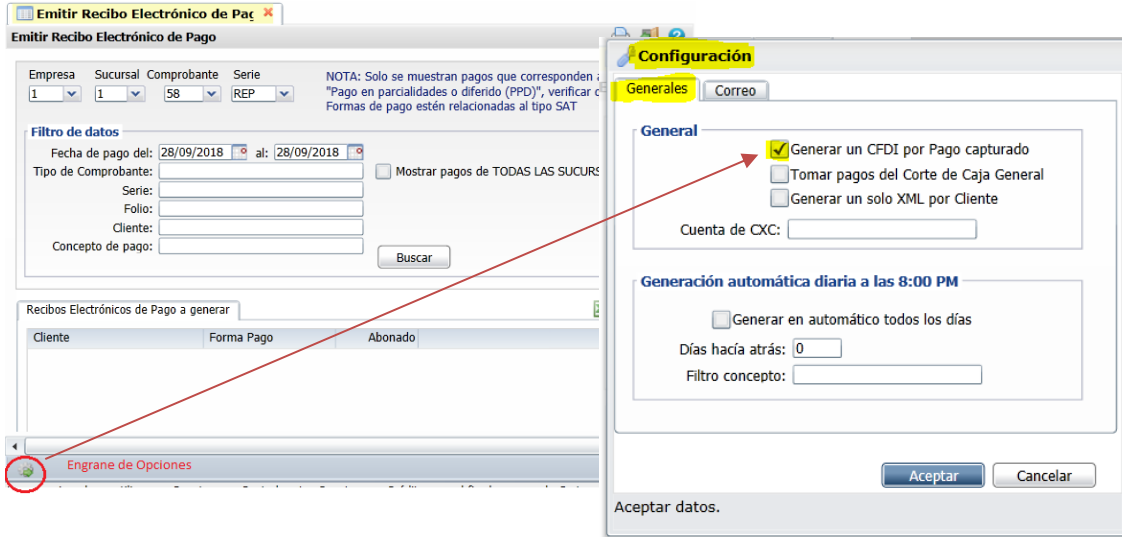 Emitir Recibo Electrónico de Pag
Emitir Recibo Electrónico de Pago
Empresa Sucursal Comprobante Serie
1 1 58 REP
NOTA: Solo se muestran pagos que corresponden a
"Pago en parcialidades o diferido (PPD)", verificar
Formas de pago estén relacionadas al tipo SAT
Filtro de datos
Fecha de pago del: 28/09/2018 al: 28/09/2018
Tipo de Comprobante:
Mostrar pagos de TODAS LAS SUCURS
Serie:
Folio:
Cliente:
Concepto de pago:
Buscar
Recibos Electrónicos de Pago a generar
Cliente Forma Pago Abonado
Engrane de Opciones
Configuración
Generales Correo
General
Generar un CFDI por Pago capturado
Tomar pagos del Corte de Caja General
Generar un solo XML por Cliente
Cuenta de CXC:
Generación automática diaria a las 8:00 PM
Generar en automático todos los días
Días hacía atrás: 0
Filtro concepto:
Aceptar Cancelar
Aceptar datos.